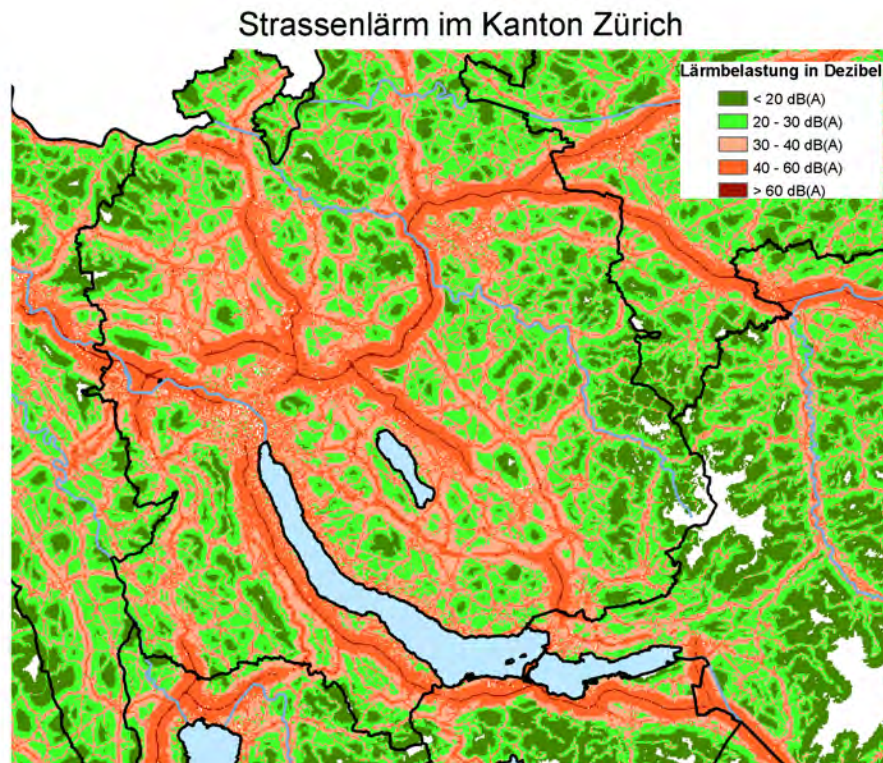 Strassenlärm im Kanton Zürich
Lärmbelastung in Dezibel
< 20 dB(A)
20 - 30 dB(A)
30 - 40 dB(A)
40 - 60 dB(A)
> 60 dB(A)